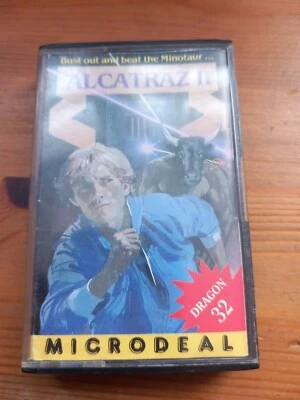 Bust out and beat the Minotaur ...
ALCATRAZ II
DRAGON
32
MICRODEAL